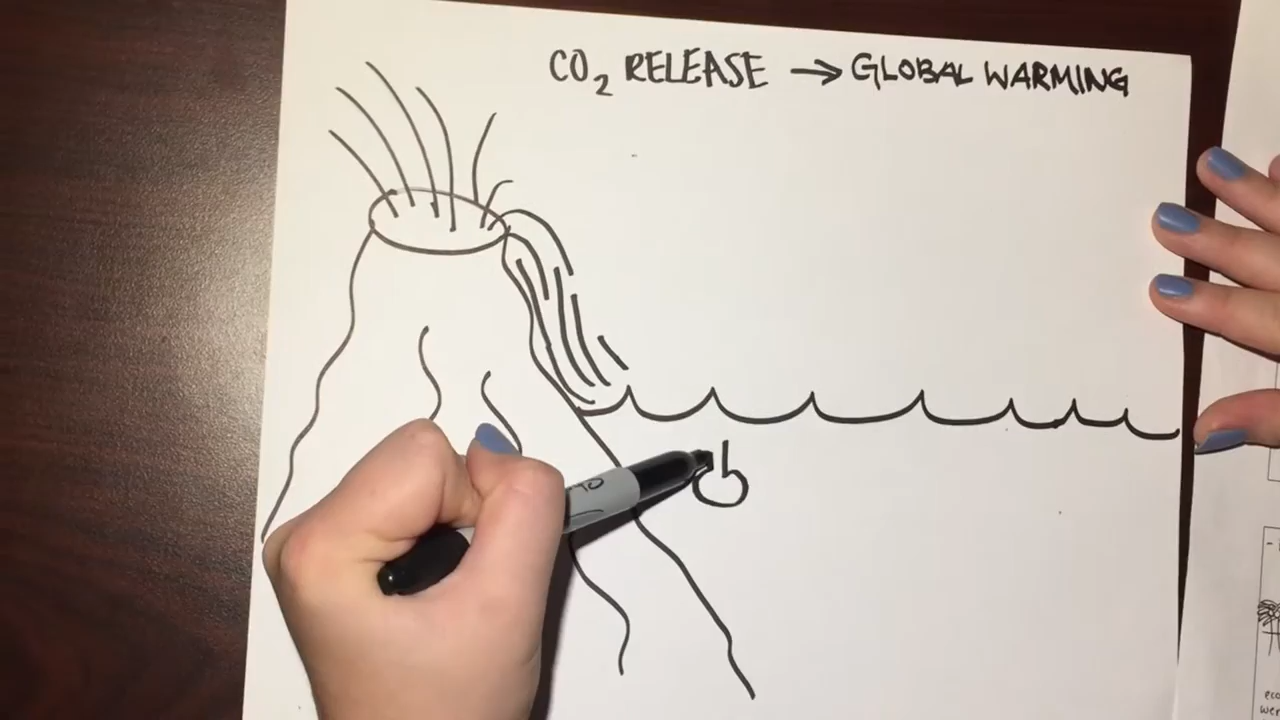 CO₂ RELEASE → GLOBAL WARMING